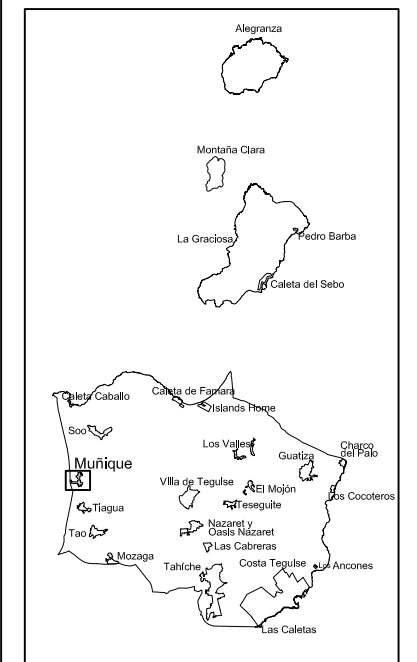 Alegranza
Montaña Clara
La Graciosa
Pedro Barba
Caleta del Sebo
Caleta Caballo
Caleta de Famara
Islands Home
Soo
Los Valles
Guatiza
Charco
del Palo
Muñique
VIlla de Tegulse
El Mojón
Los Cocoteros
Tiagua
Teseguite
Tao
Nazaret y
Oasls Nazaret
Las Cabreras
Mozaga
Tahíche
Costa Tegulse
Los Ancones
Las Caletas